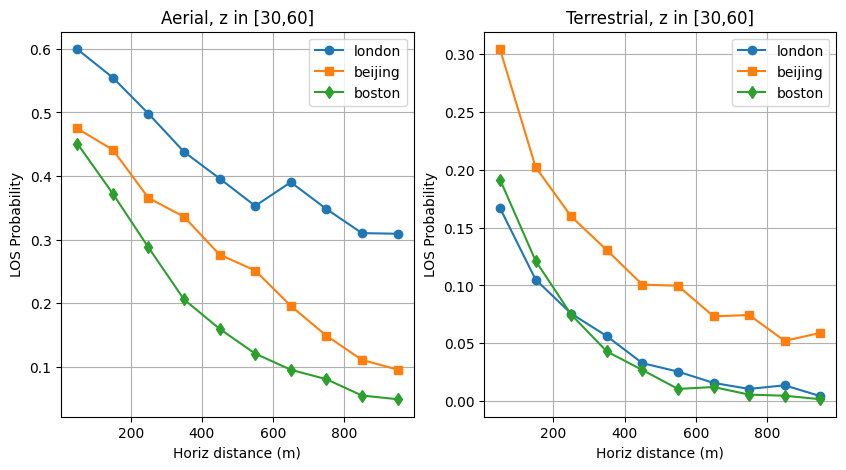 Aerial, z in [30,60]
london
beijing
boston
0.6
0.5
0.4
0.3
0.2
0.1
LOS Probability
200
400
600
800
Horiz distance (m)
Terrestrial, z in [30,60]
london
beijing
boston
0.30
0.25
0.20
0.15
0.10
0.05
0.00
LOS Probability
200
400
600
800
Horiz distance (m)